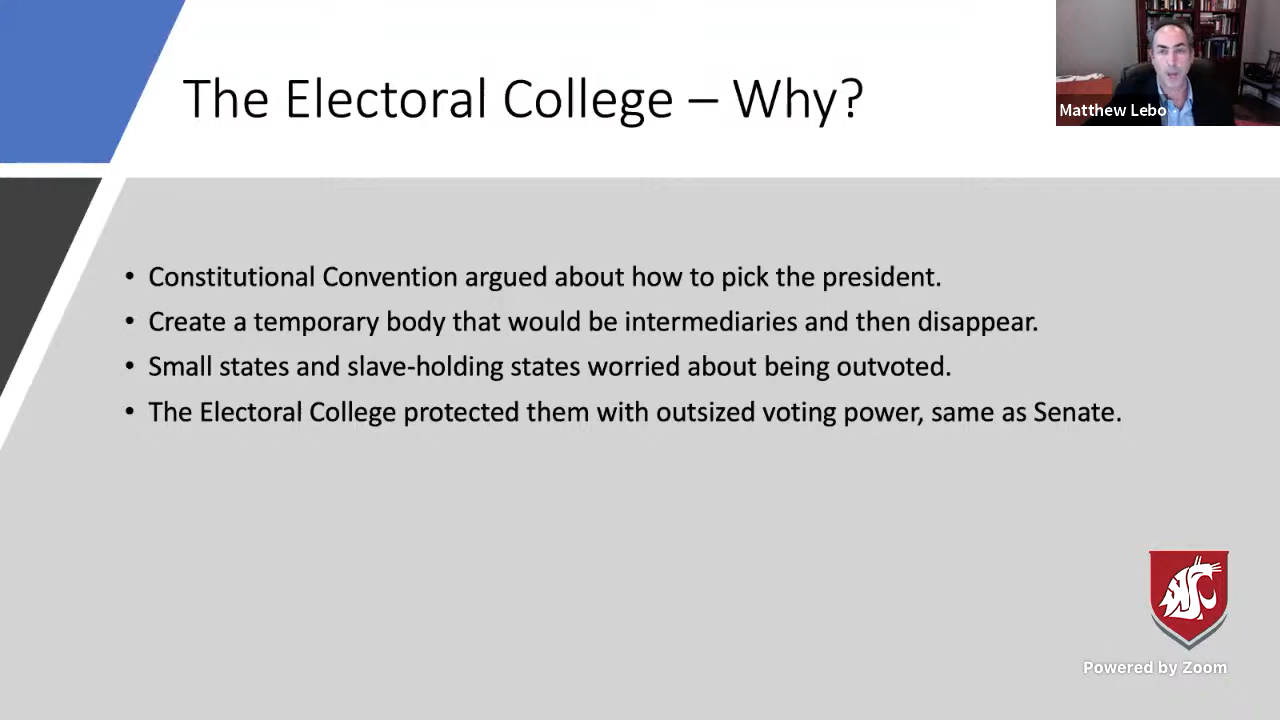 The Electoral College – Why?
Matthew Lebo
• Constitutional Convention argued about how to pick the president.
• Create a temporary body that would be intermediaries and then disappear.
• Small states and slave-holding states worried about being outvoted.
• The Electoral College protected them with outsized voting power, same as Senate.
Powered by Zoom